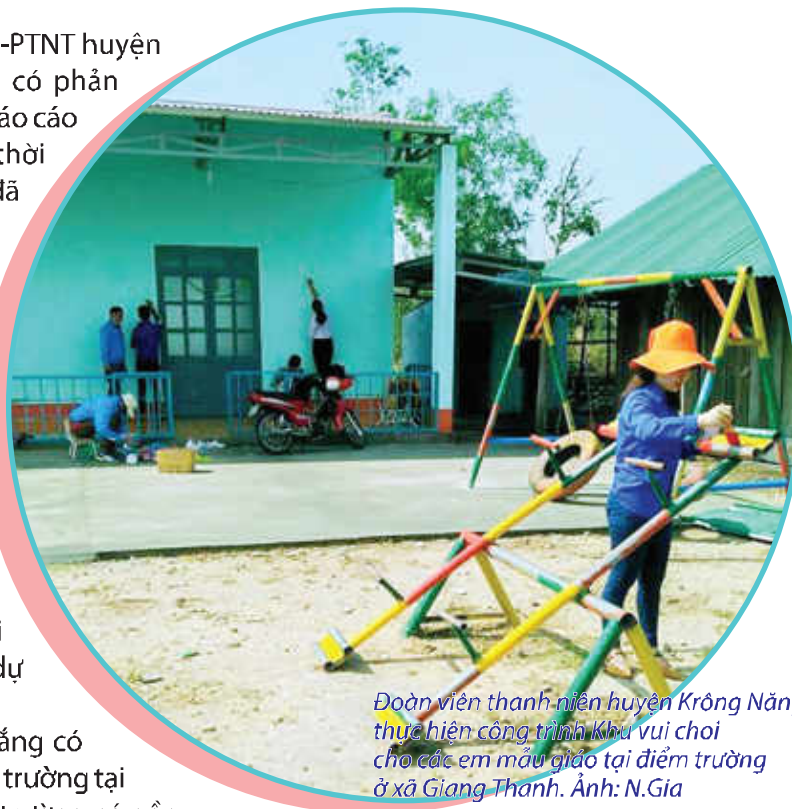 -PTNT huyện
có phản
áo cáo
thời
đã
i
dự
ắng có
trường tại
Đoàn viên thanh niên huyện Krông Năn
thực hiện công trình Khu vui chơi
cho các em mẫu giáo tại điểm trường
ở xã Giang Thanh. Ảnh: N.Gia